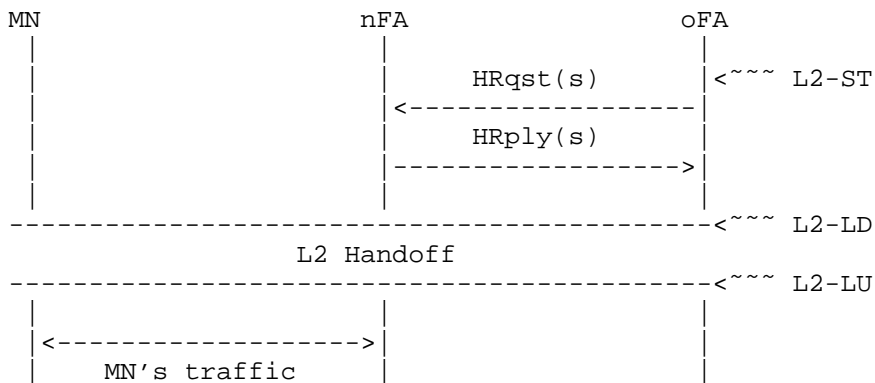 MN nFA oFA
HRqst(s) <~~~ L2-ST
<------------------
HRply(s)
------------------>
--------------------------------------------<~~~ L2-LD
L2 Handoff
--------------------------------------------<~~~ L2-LU
<------------------->
MN's traffic